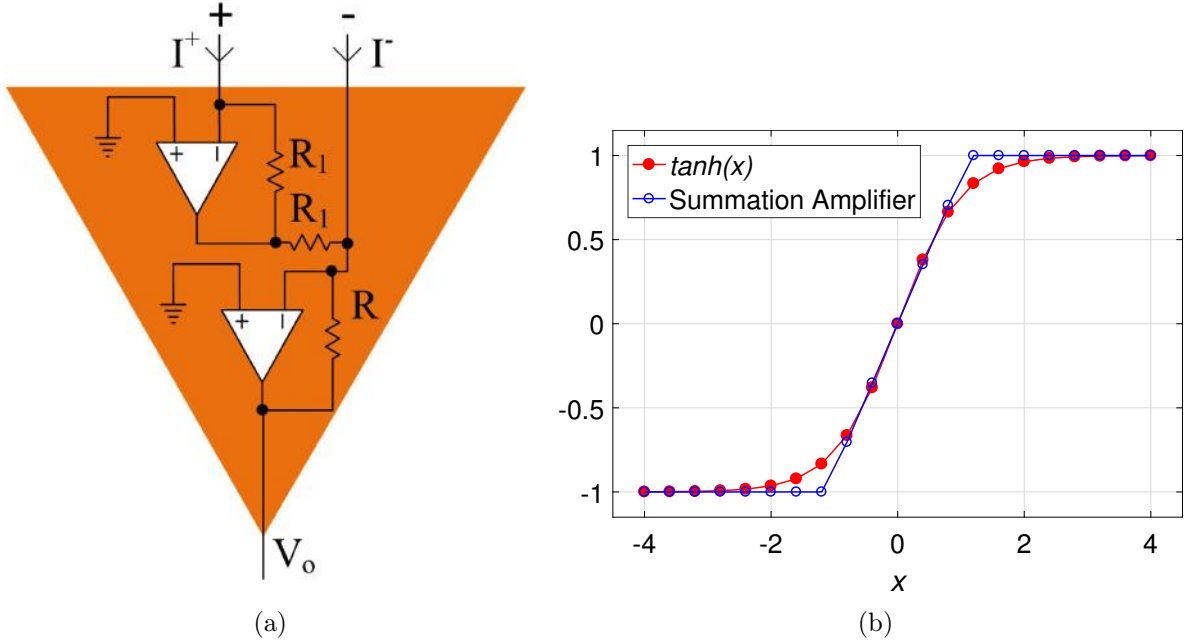 + -
I⁺ I⁻
+ −
R₁
R₁
+ −
R
Vₒ
(a)
tanh(x)
Summation Amplifier
1
0.5
0
-0.5
-1
-4 -2 0 2 4
x
(b)